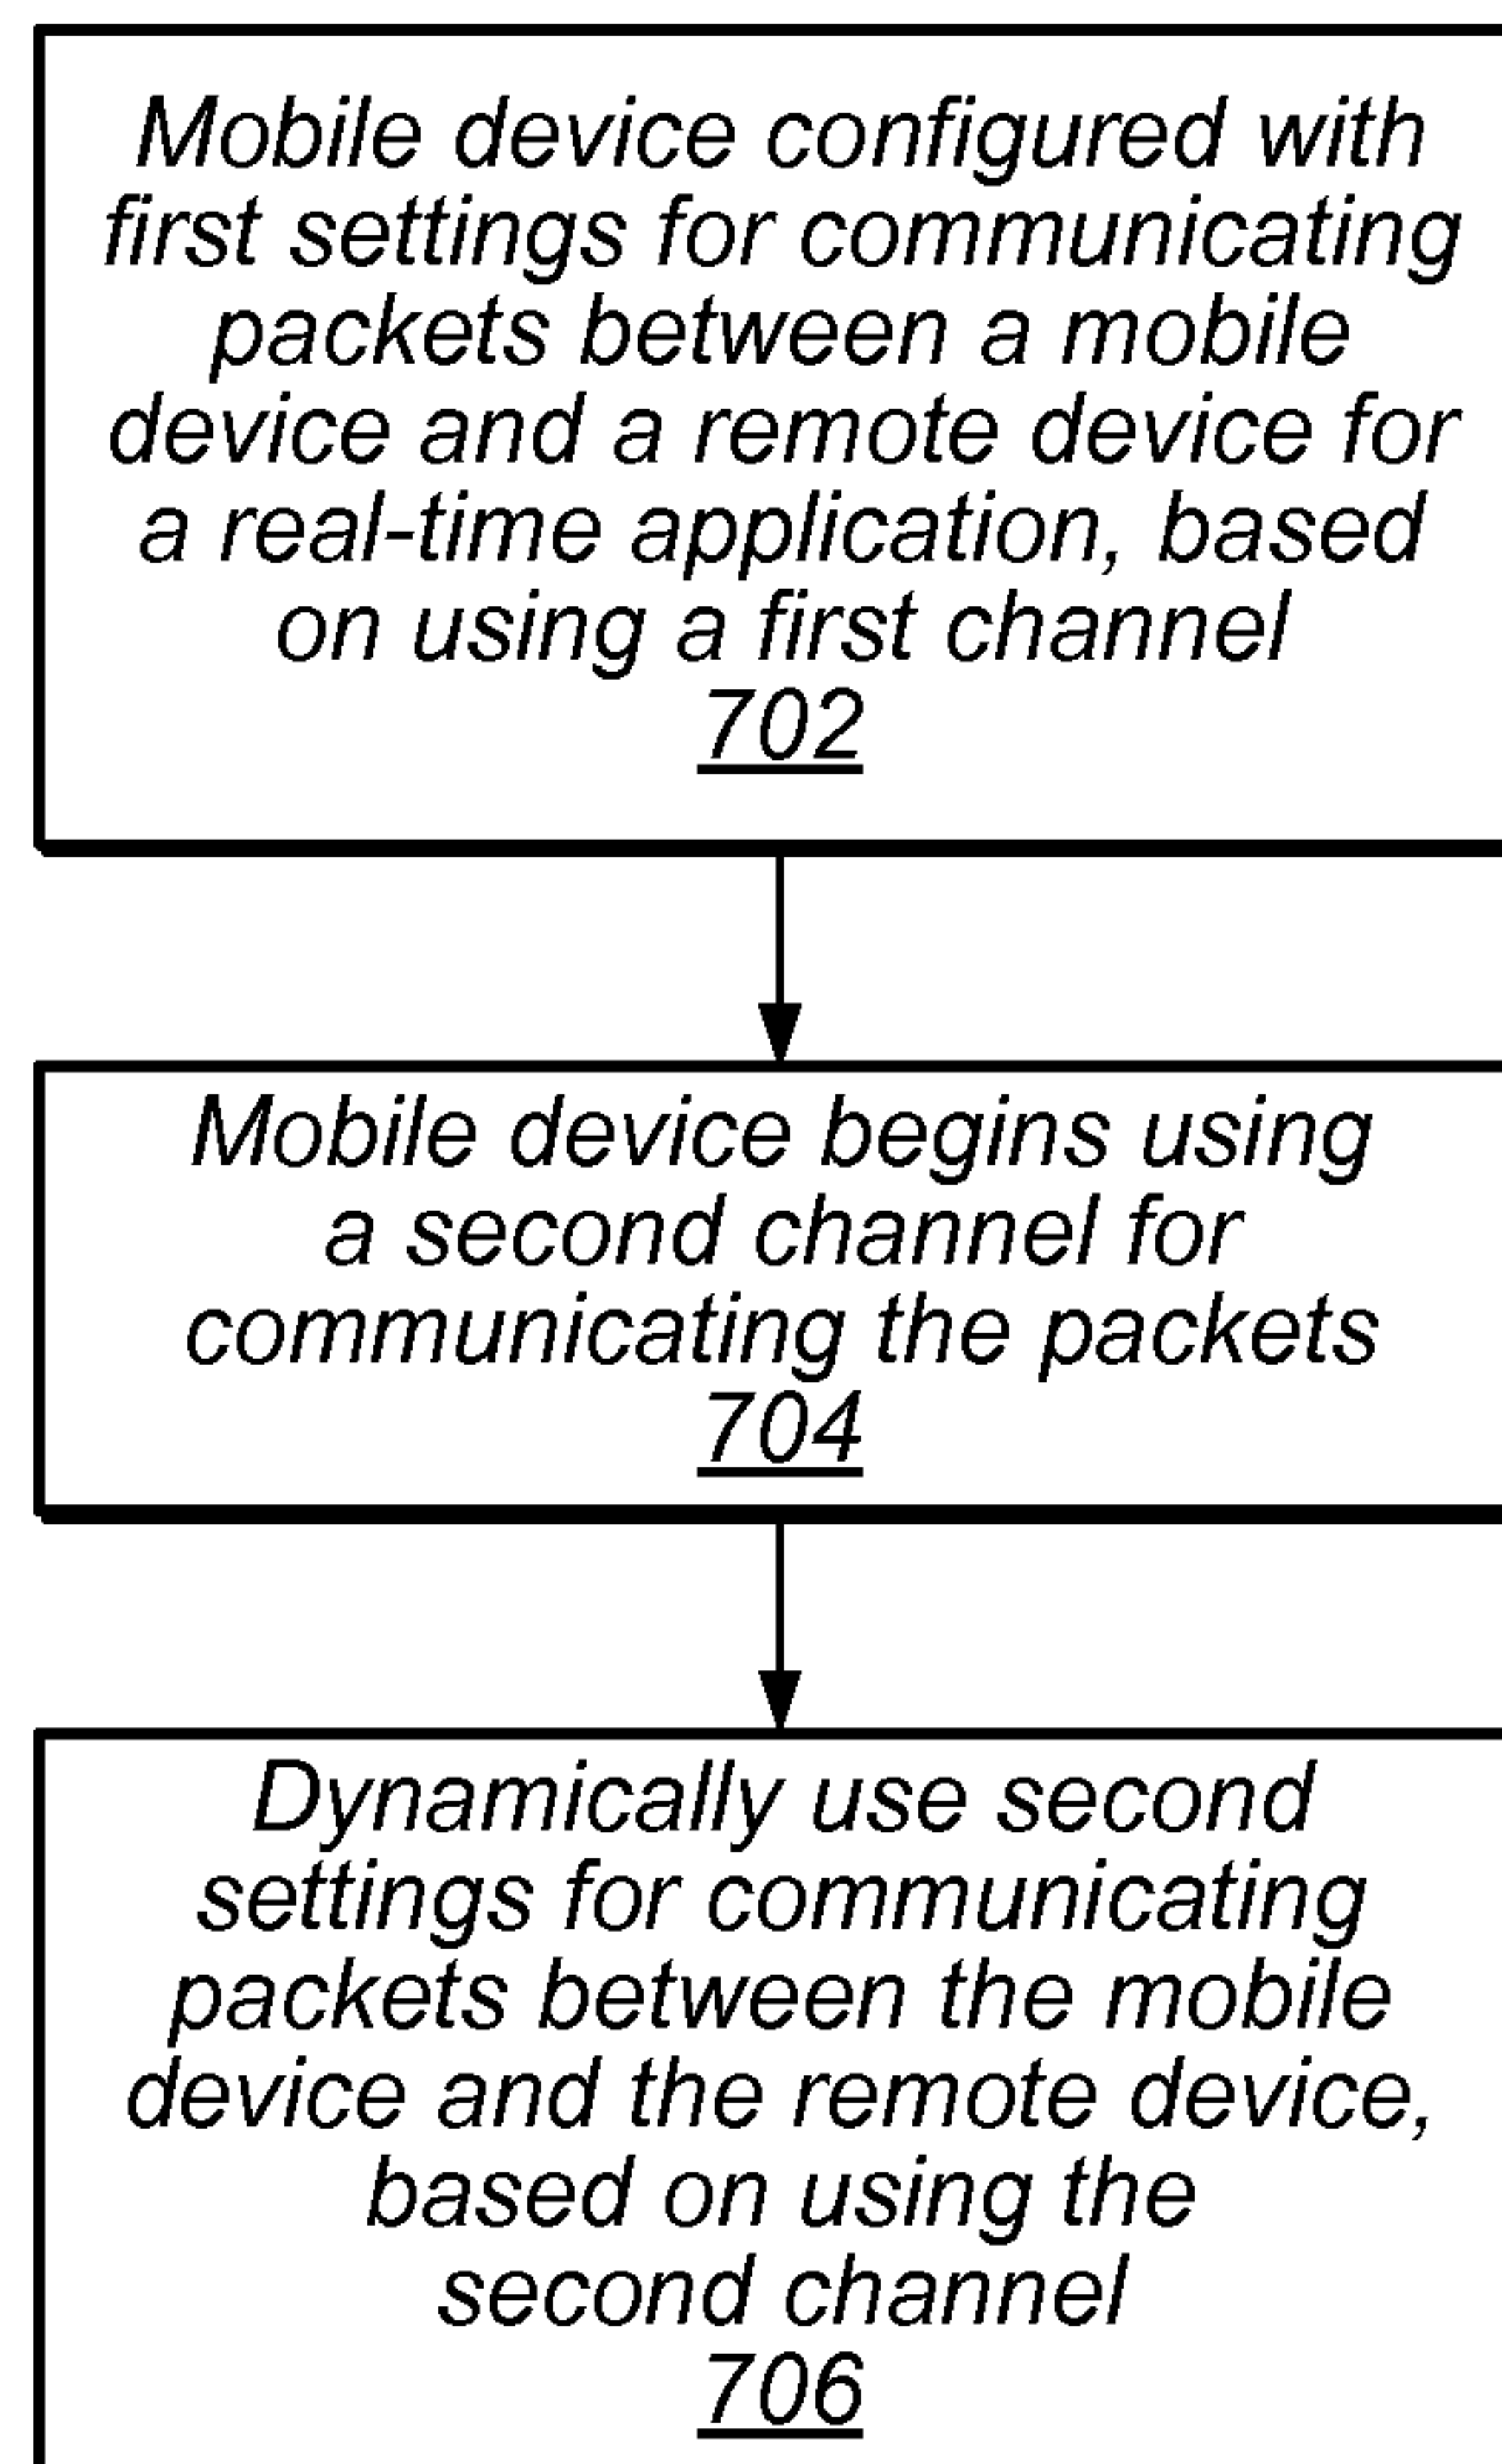 Mobile device configured with
first settings for communicating
packets between a mobile
device and a remote device for
a real-time application, based
on using a first channel
702
Mobile device begins using
a second channel for
communicating the packets
704
Dynamically use second
settings for communicating
packets between the mobile
device and the remote device,
based on using the
second channel
706